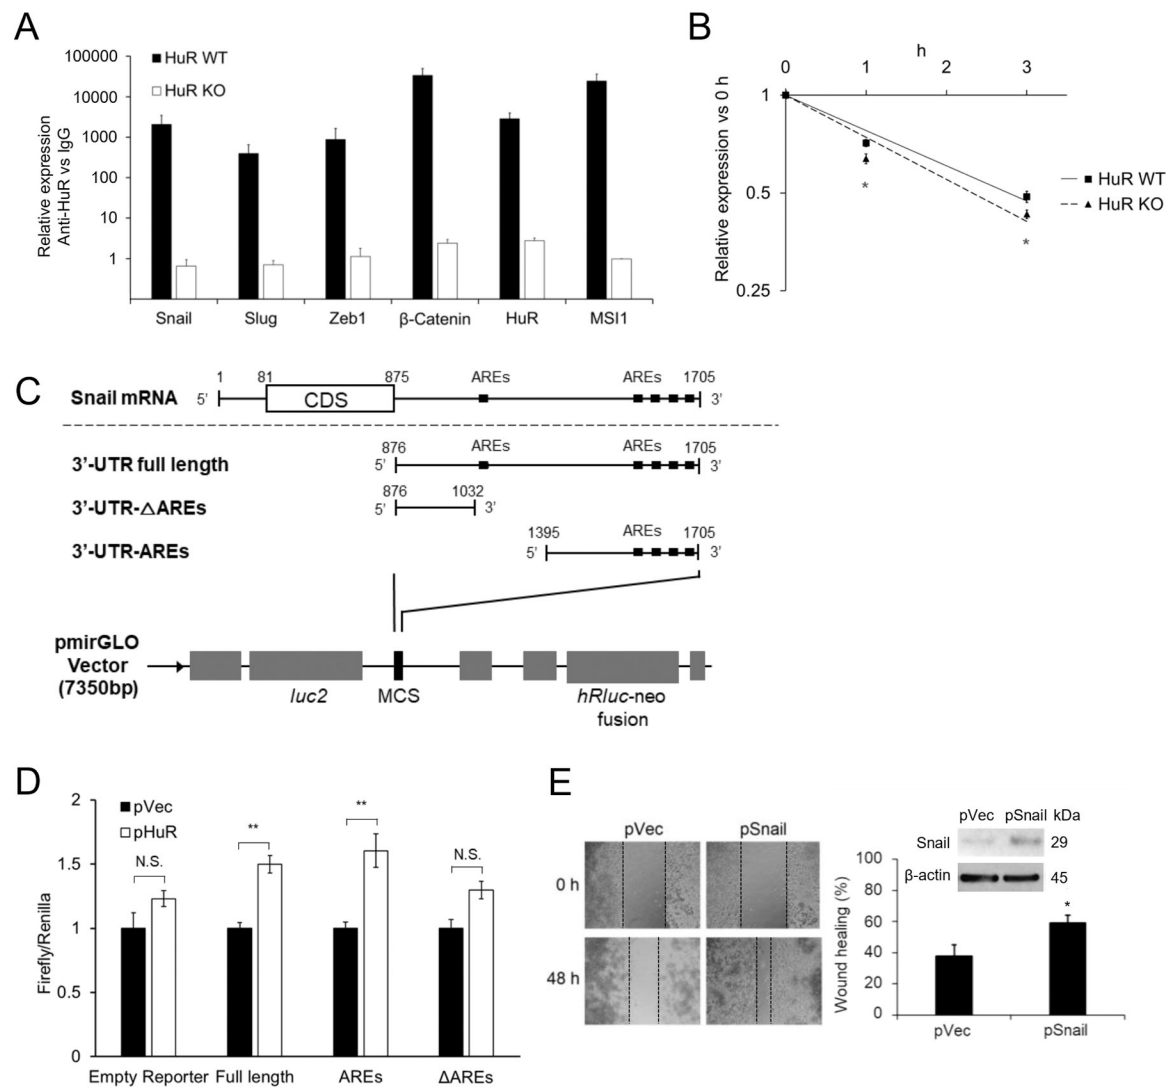 A
100000
10000
1000
100
10
1
Relative expression
Anti-HuR vs IgG
HuR WT
HuR KO
Snail Slug Zeb1 β-Catenin HuR MSI1
B
h
0 1 2 3
1
0.5
0.25
Relative expression vs 0 h
*
*
HuR WT
HuR KO
C
1 81 875 AREs AREs 1705
Snail mRNA 5' CDS 3'
876 AREs AREs 1705
3'-UTR full length 5' 3'
876 1032
3'-UTR-△AREs 5' 3'
1395 AREs 1705
3'-UTR-AREs 5' 3'
pmirGLO
Vector
(7350bp)
luc2 MCS hRluc-neo
fusion
D
2
1.5
1
0.5
0
Firefly/Renilla
pVec
pHuR
N.S. ** ** N.S.
Empty Reporter Full length AREs ΔAREs
E
pVec pSnail
0 h
48 h
pVec pSnail kDa
Snail 29
β-actin 45
100
80
60
40
20
0
Wound healing (%)
*
pVec pSnail